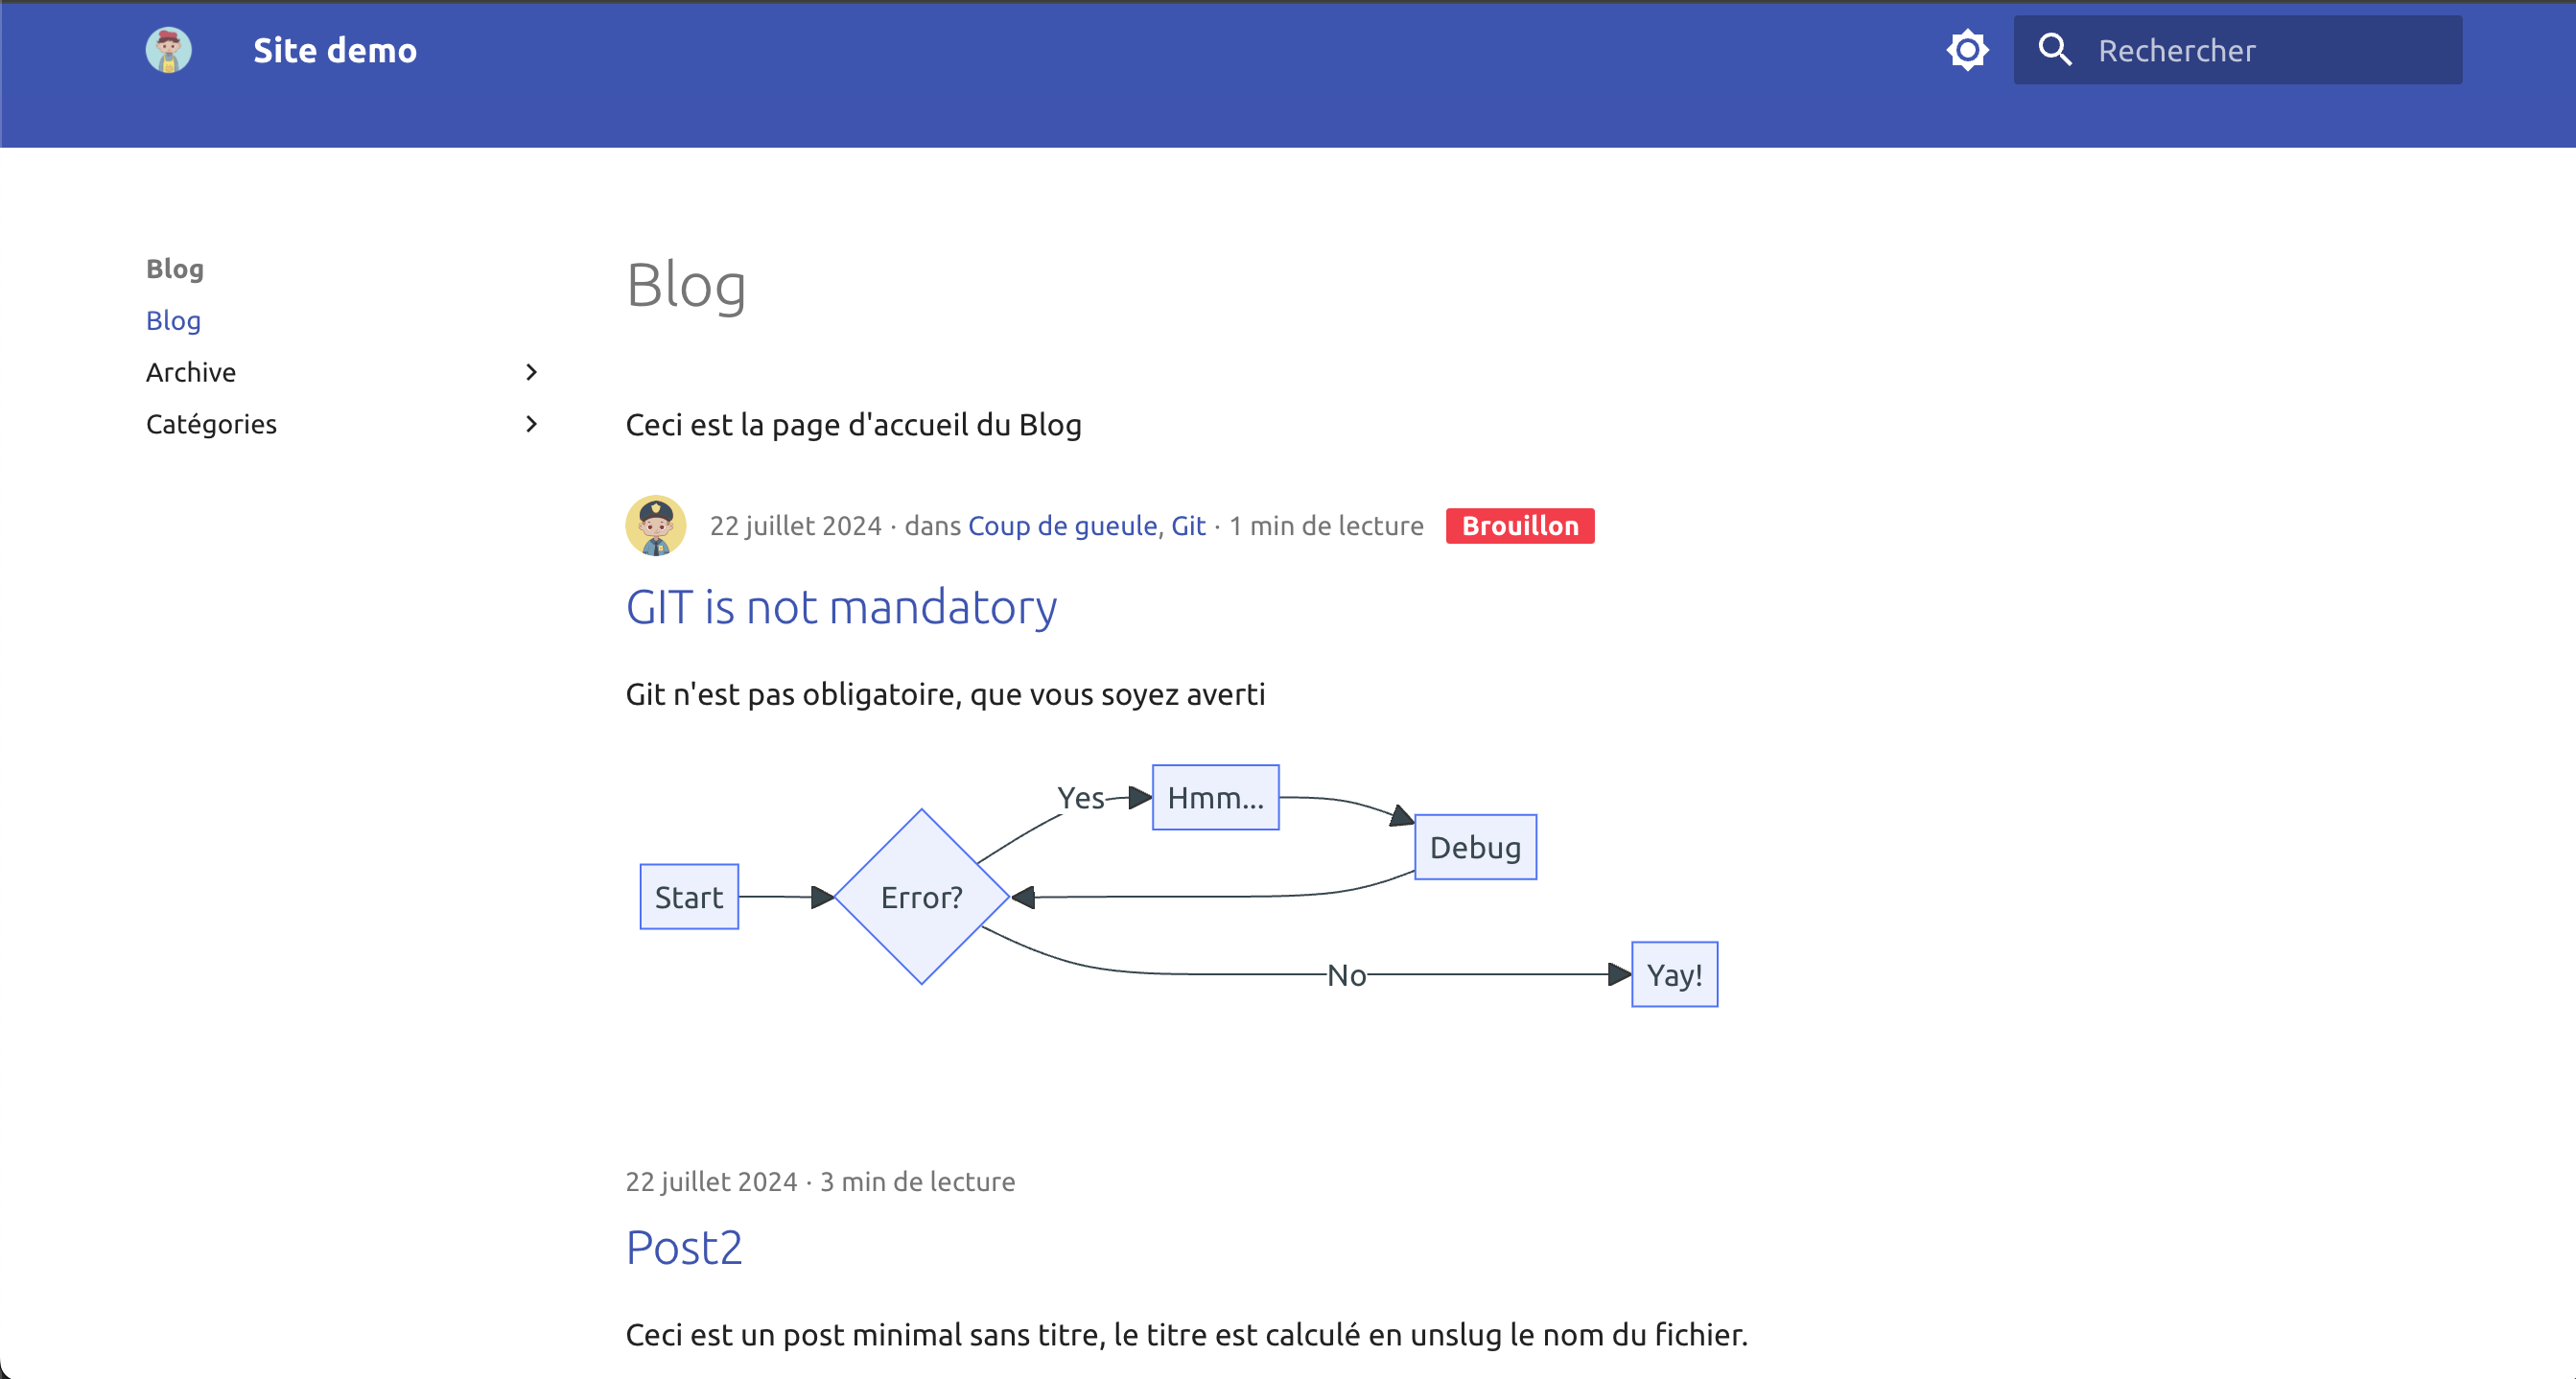 Site demo
Rechercher
Blog
Blog
Archive
Catégories
Blog
Ceci est la page d'accueil du Blog
22 juillet 2024 · dans Coup de gueule, Git · 1 min de lecture Brouillon
GIT is not mandatory
Git n'est pas obligatoire, que vous soyez averti
Start
Error?
Yes
Hmm...
Debug
No
Yay!
22 juillet 2024 · 3 min de lecture
Post2
Ceci est un post minimal sans titre, le titre est calculé en unslug le nom du fichier.